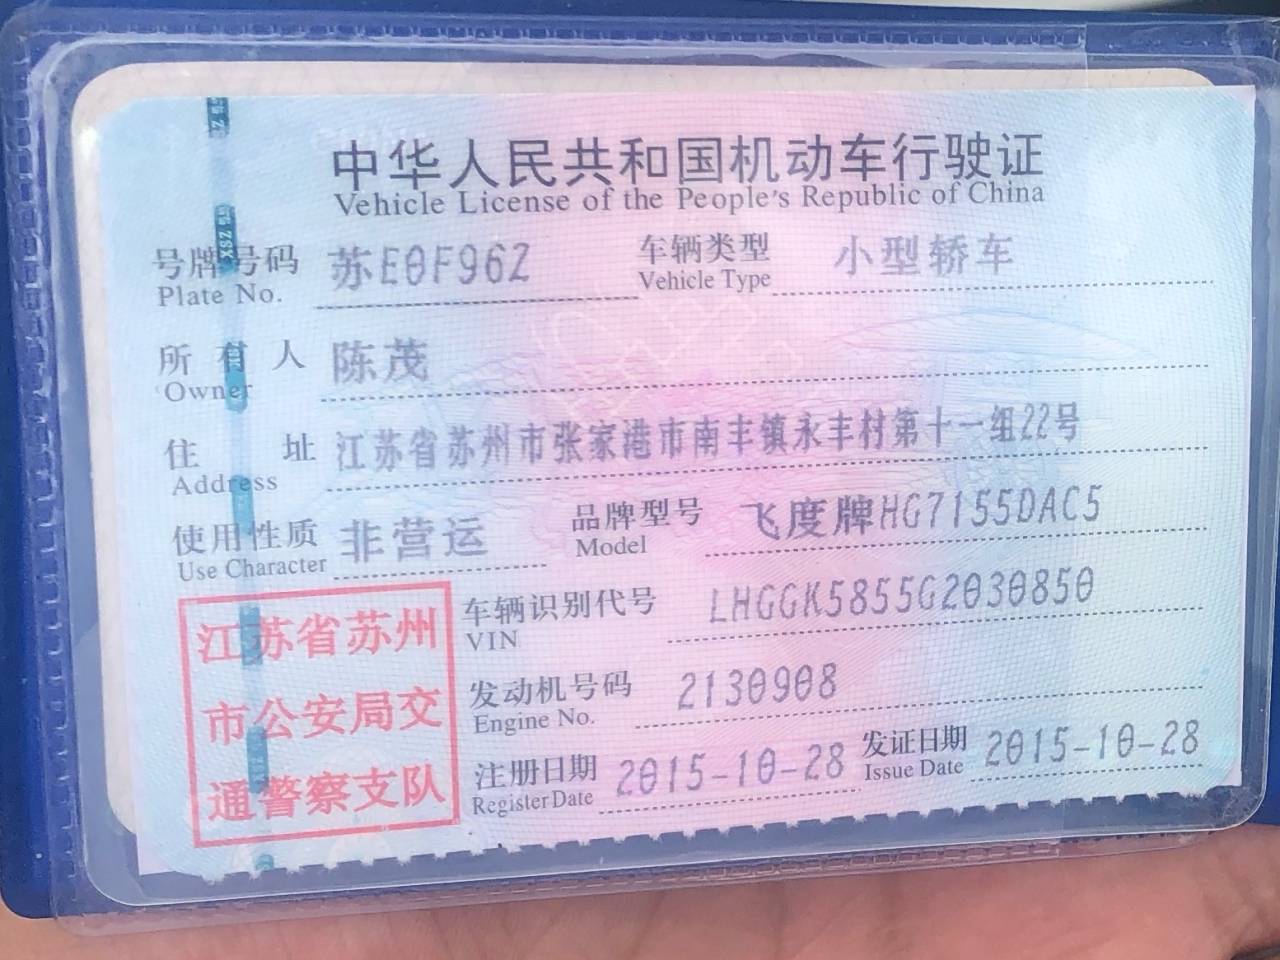 中华人民共和国机动车行驶证
Vehicle License of the People's Republic of China
号牌号码 苏E0F96Z 车辆类型 小型轿车
Plate No. Vehicle Type
所有人 陈茂
Owner
住址 江苏省苏州市张家港市南丰镇永丰村第十一组22号
Address
使用性质 非营运 品牌型号 飞度牌HG7155DAC5
Use Character Model
江苏省苏州
市公安局交
通警察支队
车辆识别代号 LHGGK5855G2030850
VIN
发动机号码 2130908
Engine No.
注册日期 2015-10-28 发证日期 2015-10-28
Register Date Issue Date